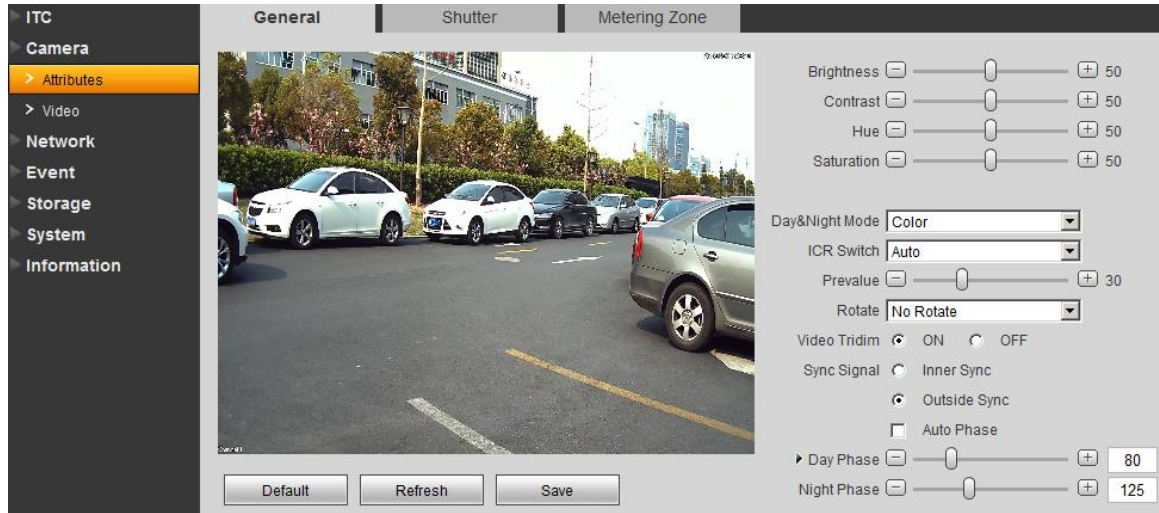 ITC
Camera
> Attributes
> Video
Network
Event
Storage
System
Information
General Shutter Metering Zone
Brightness 50
Contrast 50
Hue 50
Saturation 50
Day&Night Mode Color
ICR Switch Auto
Prevalue 30
Rotate No Rotate
Video Tridim ON OFF
Sync Signal Inner Sync
Outside Sync
Auto Phase
Day Phase 80
Night Phase 125
Default Refresh Save